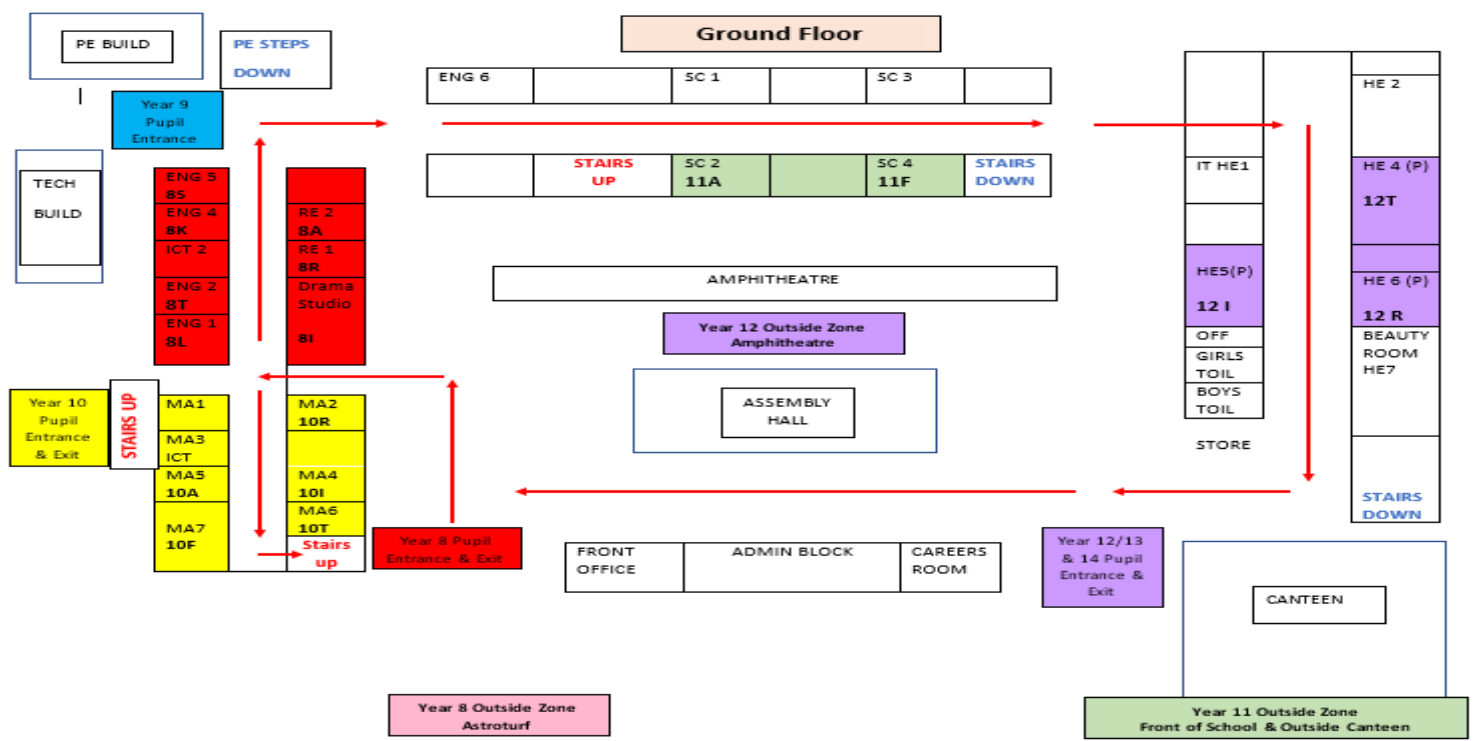 Ground Floor
PE BUILD
PE STEPS
DOWN
Year 9
Pupil
Entrance
TECH
BUILD
ENG 6
SC 1
SC 3
STAIRS
UP
SC 2
11A
SC 4
11F
STAIRS
DOWN
ENG 5
8S
ENG 4
8K
ICT 2
ENG 2
8T
ENG 1
8L
RE 2
8A
RE 1
8R
Drama
Studio
8I
AMPHITHEATRE
Year 12 Outside Zone
Amphitheatre
ASSEMBLY
HALL
IT HE1
HE5(P)
12 I
OFF
GIRLS
TOIL
BOYS
TOIL
STORE
HE 2
HE 4 (P)
12T
HE 6 (P)
12 R
BEAUTY
ROOM
HE7
STAIRS
DOWN
Year 10
Pupil
Entrance
& Exit
STAIRS UP
MA1
MA3
ICT
MA5
10A
MA7
10F
MA2
10R
MA4
10I
MA6
10T
Stairs
up
Year 8 Pupil
Entrance & Exit
FRONT
OFFICE
ADMIN BLOCK
CAREERS
ROOM
Year 12/13
& 14 Pupil
Entrance &
Exit
CANTEEN
Year 8 Outside Zone
Astroturf
Year 11 Outside Zone
Front of School & Outside Canteen